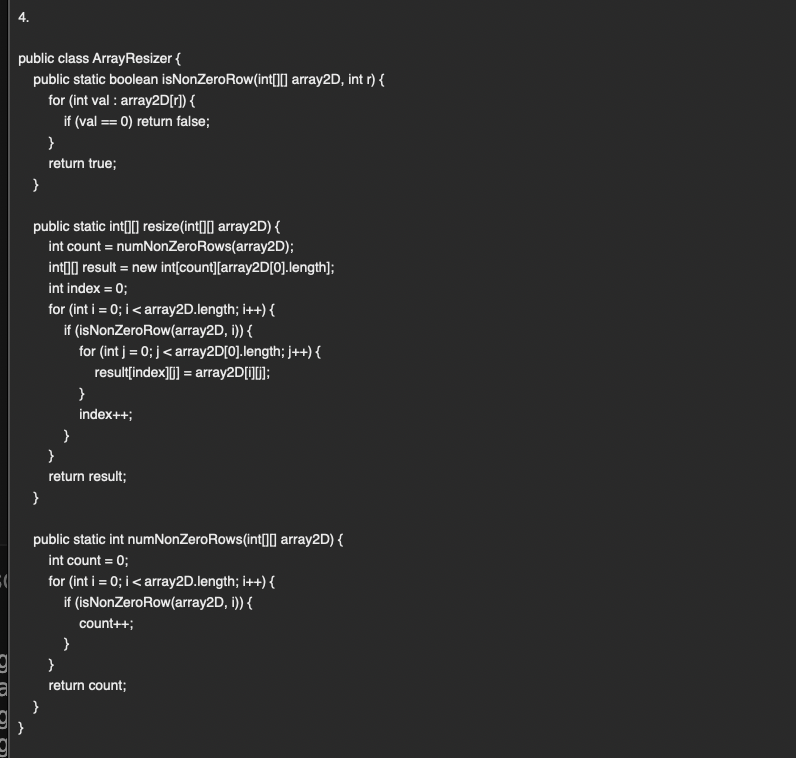 4.
public class ArrayResizer {
public static boolean isNonZeroRow(int[][] array2D, int r) {
for (int val : array2D[r]) {
if (val == 0) return false;
}
return true;
}
public static int[][] resize(int[][] array2D) {
int count = numNonZeroRows(array2D);
int[][] result = new int[count][array2D[0].length];
int index = 0;
for (int i = 0; i < array2D.length; i++) {
if (isNonZeroRow(array2D, i)) {
for (int j = 0; j < array2D[0].length; j++) {
result[index][j] = array2D[i][j];
}
index++;
}
}
return result;
}
public static int numNonZeroRows(int[][] array2D) {
int count = 0;
for (int i = 0; i < array2D.length; i++) {
if (isNonZeroRow(array2D, i)) {
count++;
}
}
return count;
}
}